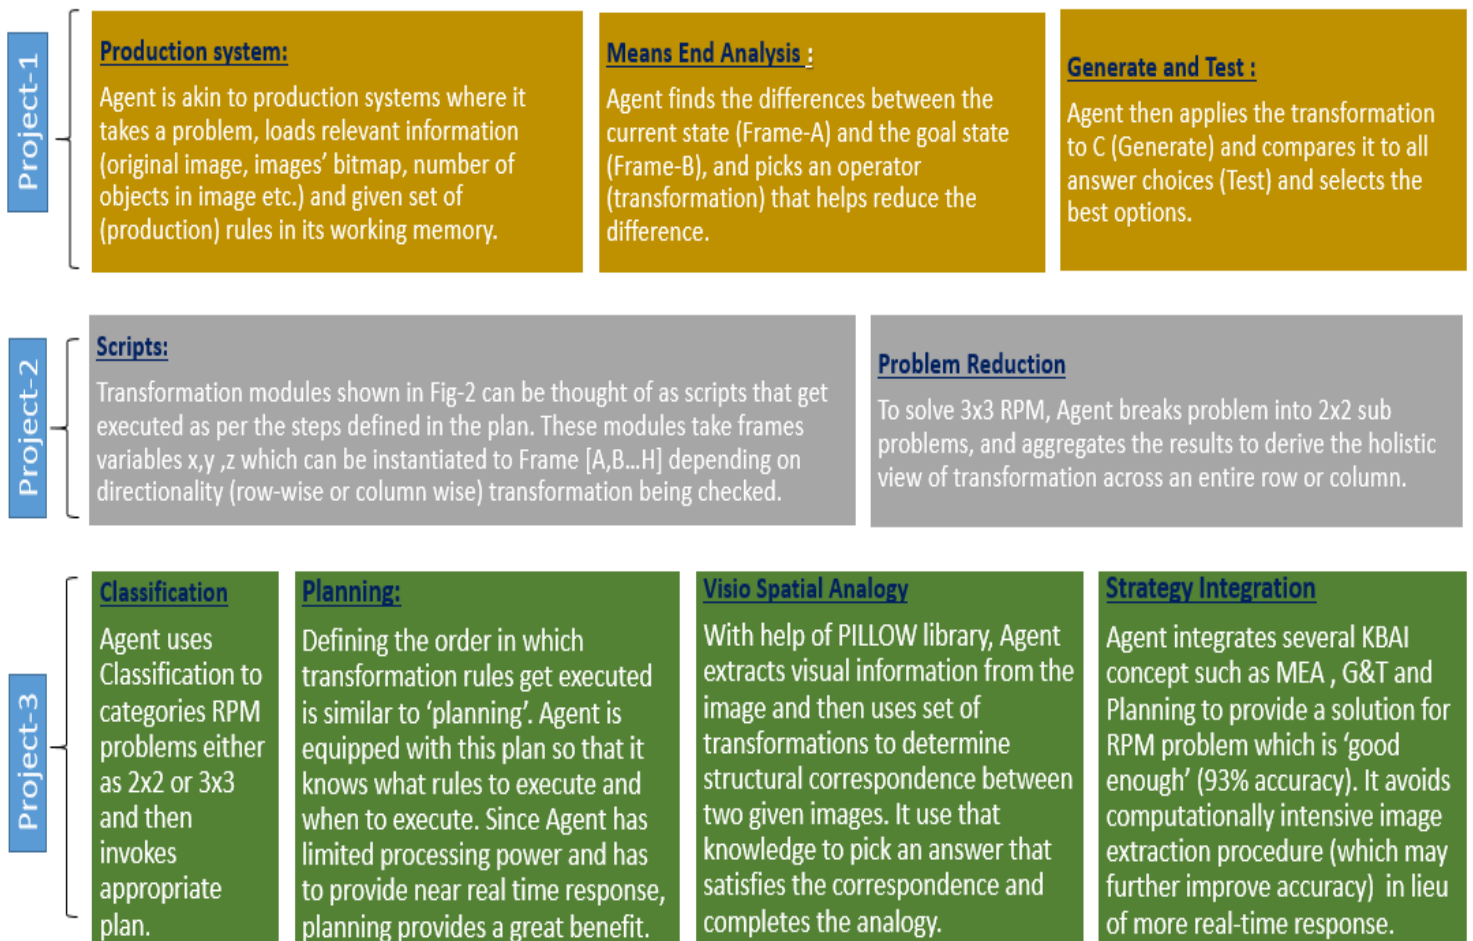 Project-1
Production system:
Agent is akin to production systems where it
takes a problem, loads relevant information
(original image, images' bitmap, number of
objects in image etc.) and given set of
(production) rules in its working memory.
Means End Analysis :
Agent finds the differences between the
current state (Frame-A) and the goal state
(Frame-B), and picks an operator
(transformation) that helps reduce the
difference.
Generate and Test :
Agent then applies the transformation
to C (Generate) and compares it to all
answer choices (Test) and selects the
best options.
Project-2
Scripts:
Transformation modules shown in Fig-2 can be thought of as scripts that get
executed as per the steps defined in the plan. These modules take frames
variables x,y ,z which can be instantiated to Frame [A,B...H] depending on
directionality (row-wise or column wise) transformation being checked.
Problem Reduction
To solve 3x3 RPM, Agent breaks problem into 2x2 sub
problems, and aggregates the results to derive the holistic
view of transformation across an entire row or column.
Project-3
Classification
Agent uses
Classification to
categories RPM
problems either
as 2x2 or 3x3
and then
invokes
appropriate
plan.
Planning:
Defining the order in which
transformation rules get executed
is similar to 'planning'. Agent is
equipped with this plan so that it
knows what rules to execute and
when to execute. Since Agent has
limited processing power and has
to provide near real time response,
planning provides a great benefit.
Visio Spatial Analogy
With help of PILLOW library, Agent
extracts visual information from the
image and then uses set of
transformations to determine
structural correspondence between
two given images. It use that
knowledge to pick an answer that
satisfies the correspondence and
completes the analogy.
Strategy Integration
Agent integrates several KBAI
concept such as MEA , G&T and
Planning to provide a solution for
RPM problem which is 'good
enough' (93% accuracy). It avoids
computationally intensive image
extraction procedure (which may
further improve accuracy) in lieu
of more real-time response.